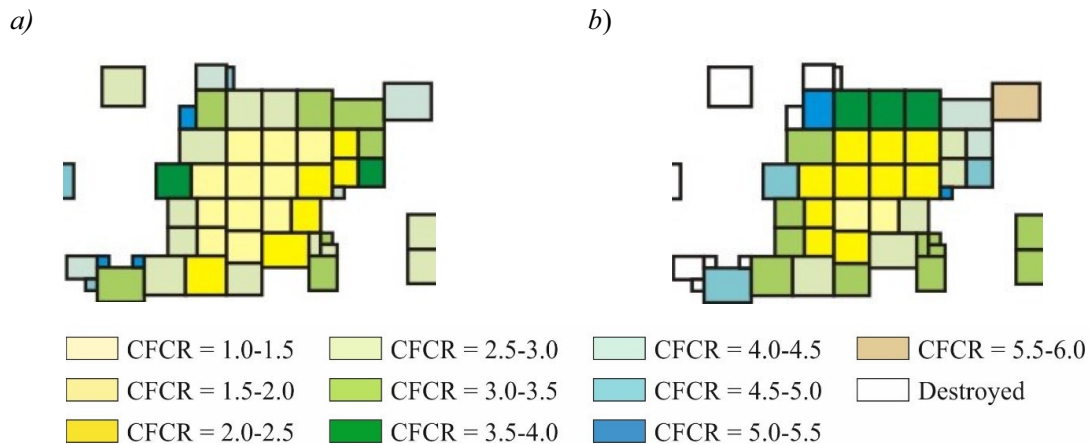 a) b)
CFCR = 1.0-1.5 CFCR = 2.5-3.0 CFCR = 4.0-4.5 CFCR = 5.5-6.0
CFCR = 1.5-2.0 CFCR = 3.0-3.5 CFCR = 4.5-5.0 Destroyed
CFCR = 2.0-2.5 CFCR = 3.5-4.0 CFCR = 5.0-5.5